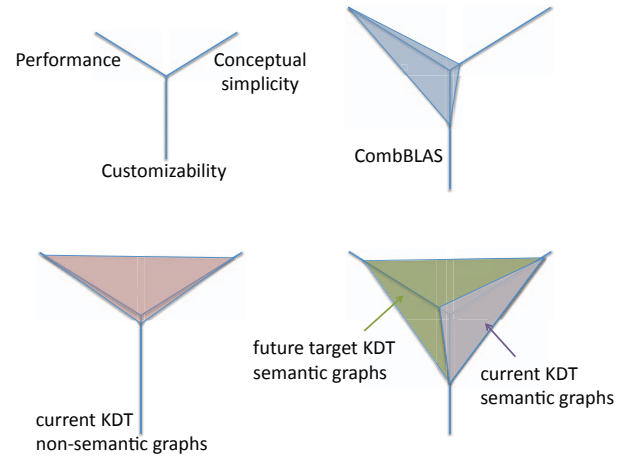 Performance
Conceptual
simplicity
Customizability
CombBLAS
current KDT
non-semantic graphs
future target KDT
semantic graphs
current KDT
semantic graphs